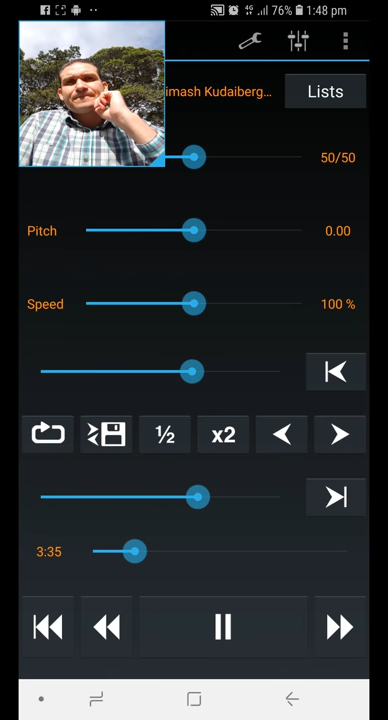 4G 76% 1:48 pm
imash Kudaiberg...
Lists
50/50
Pitch
0.00
Speed
100 %
½
x2
3:35